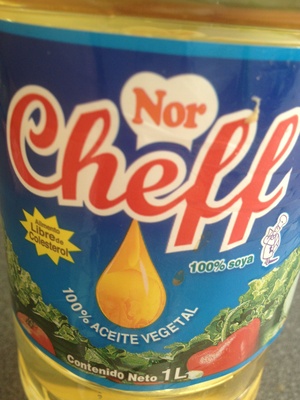 Nor
Cheff
Alimento
Libre de
Colesterol
100% soya
100% ACEITE VEGETAL
Contenido Neto 1L